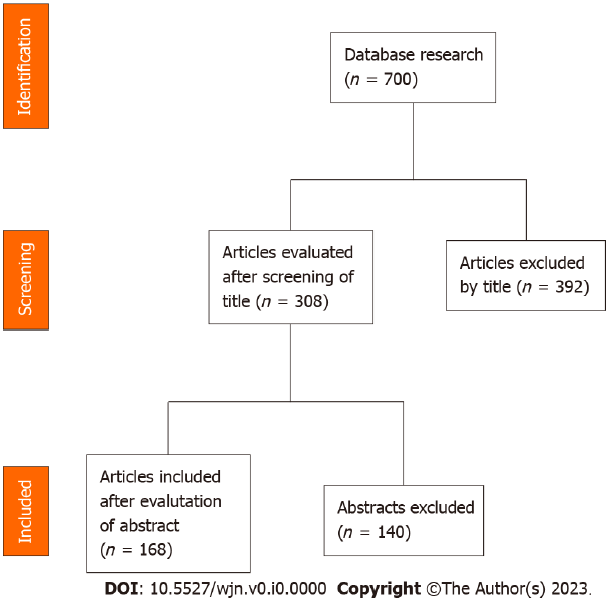 Identification
Database research
(n = 700)
Screening
Articles evaluated
after screening of
title (n = 308)
Articles excluded
by title (n = 392)
Included
Articles included
after evalutation
of abstract
(n = 168)
Abstracts excluded
(n = 140)
DOI: 10.5527/wjn.v0.i0.0000 Copyright ©The Author(s) 2023.